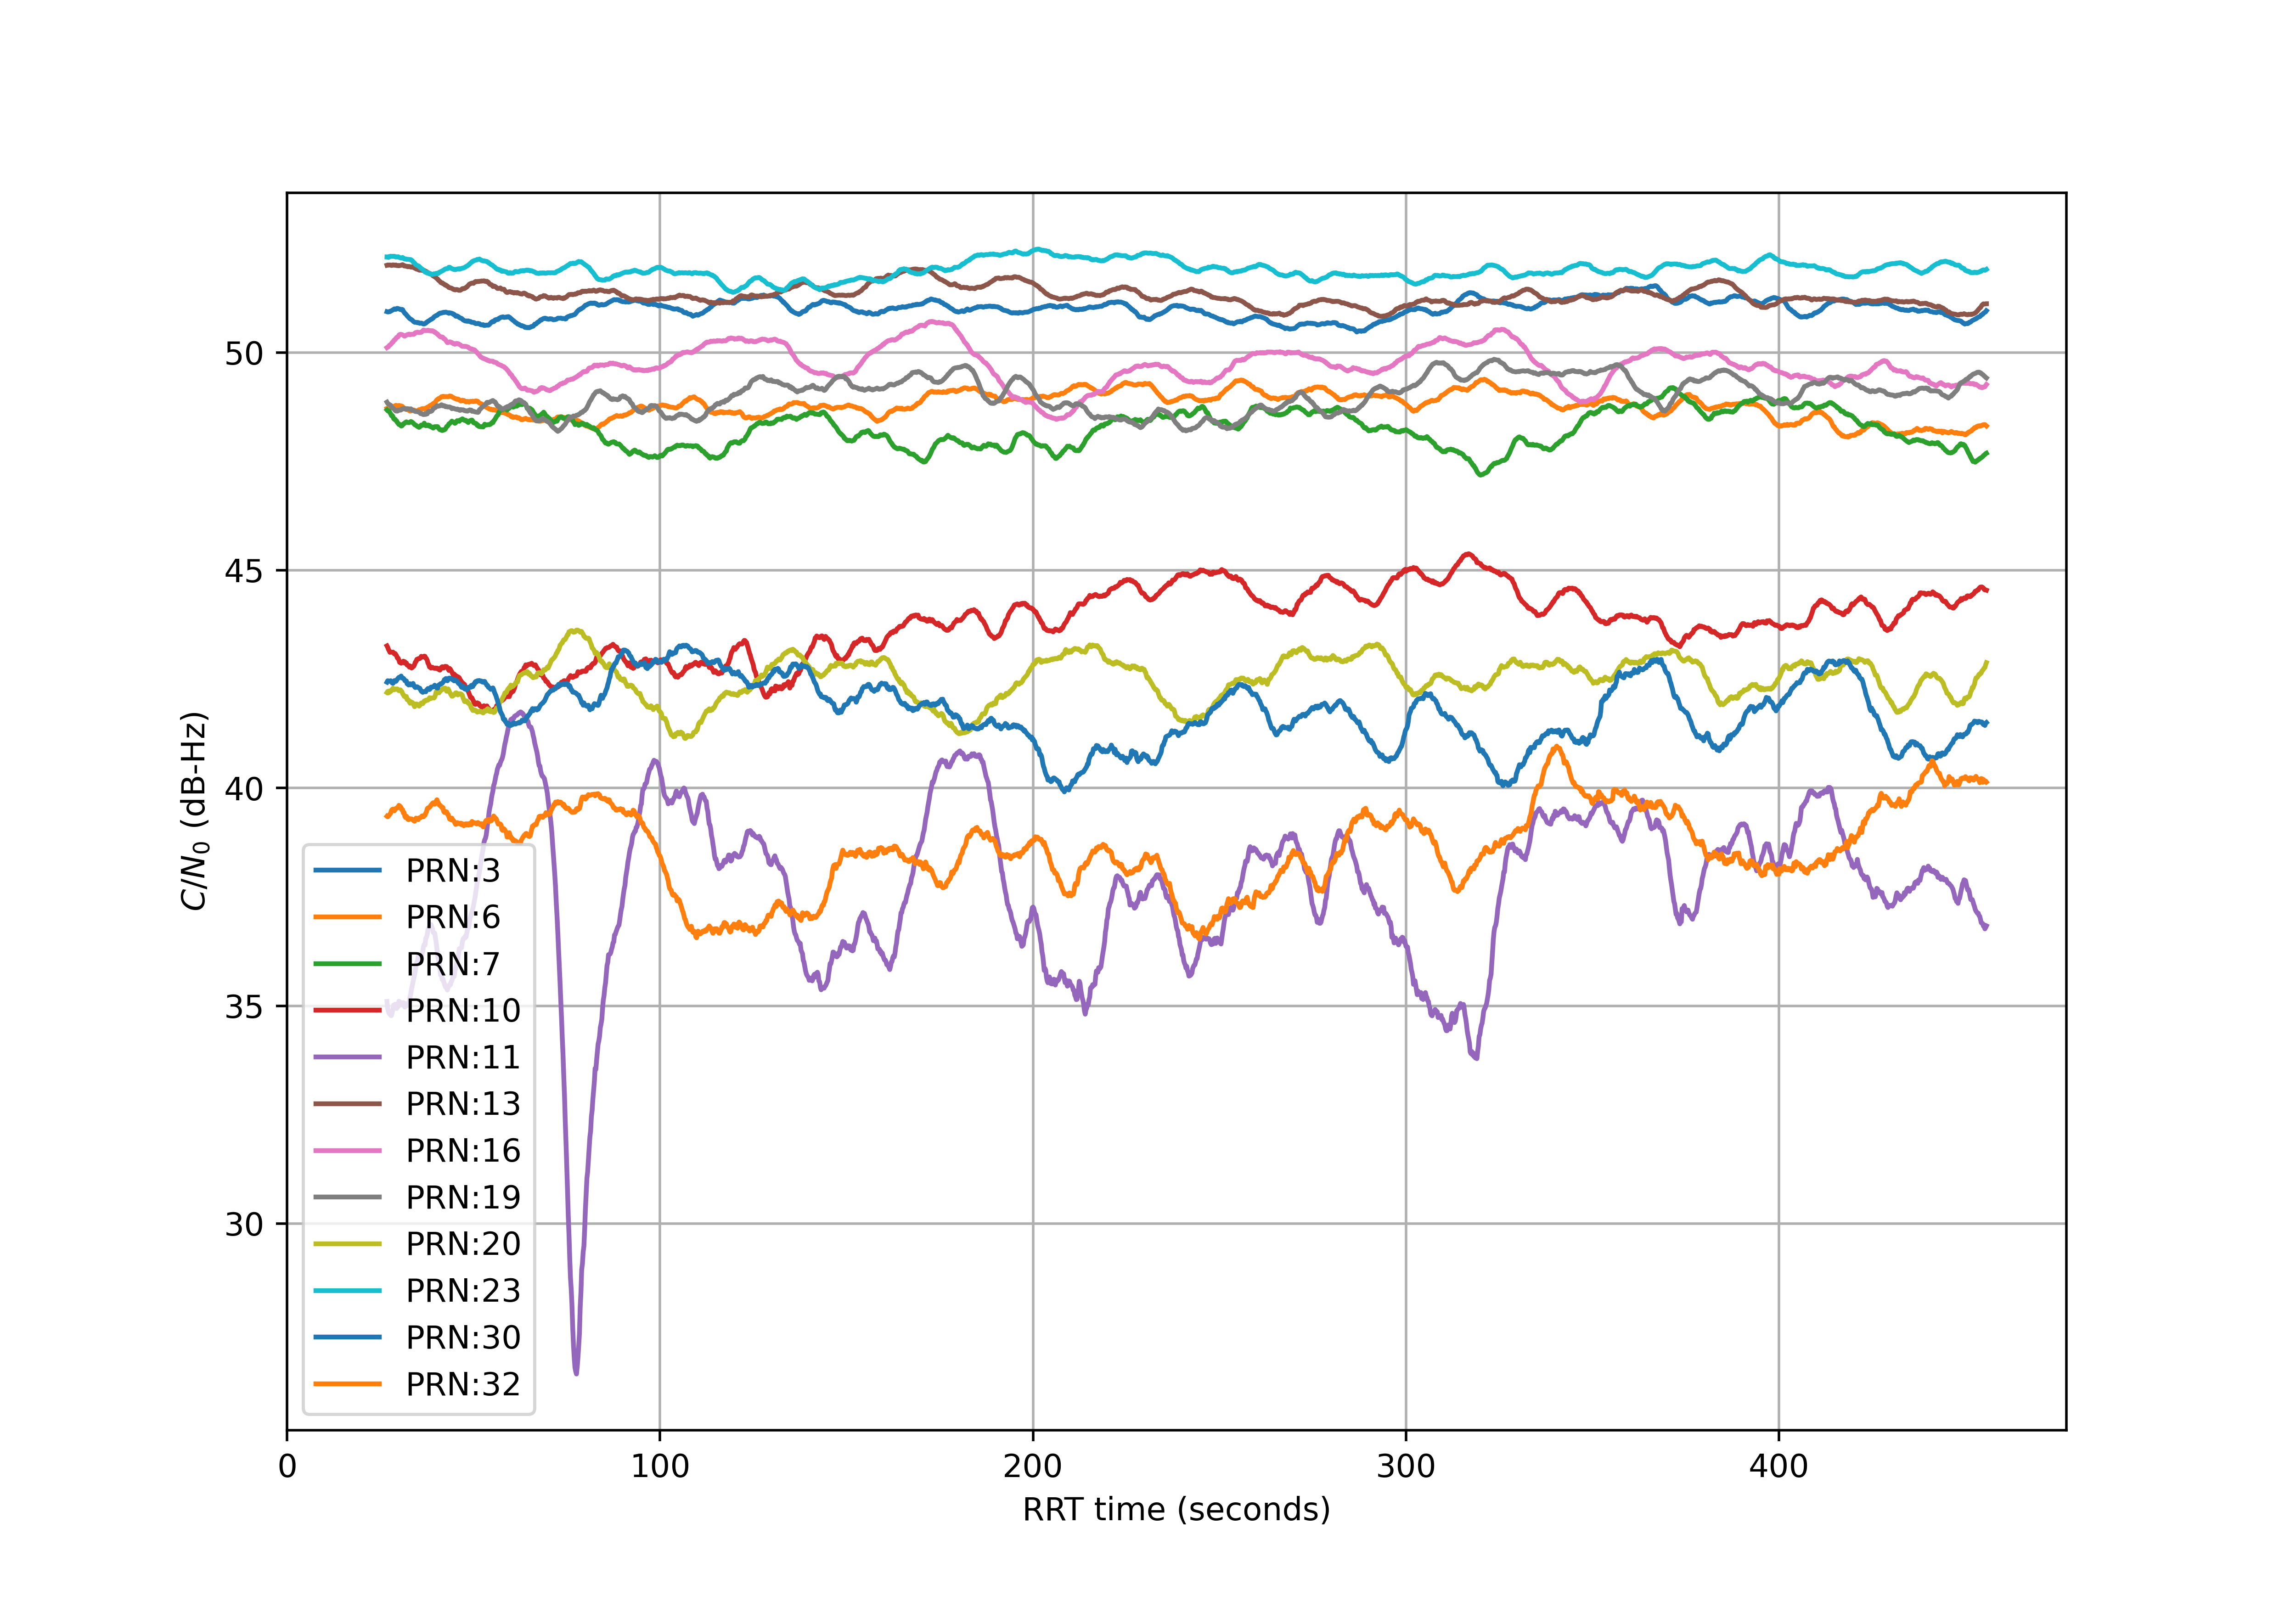 50
45
40
35
30
C/N₀ (dB-Hz)
PRN:3
PRN:6
PRN:7
PRN:10
PRN:11
PRN:13
PRN:16
PRN:19
PRN:20
PRN:23
PRN:30
PRN:32
0 100 200 300 400
RRT time (seconds)